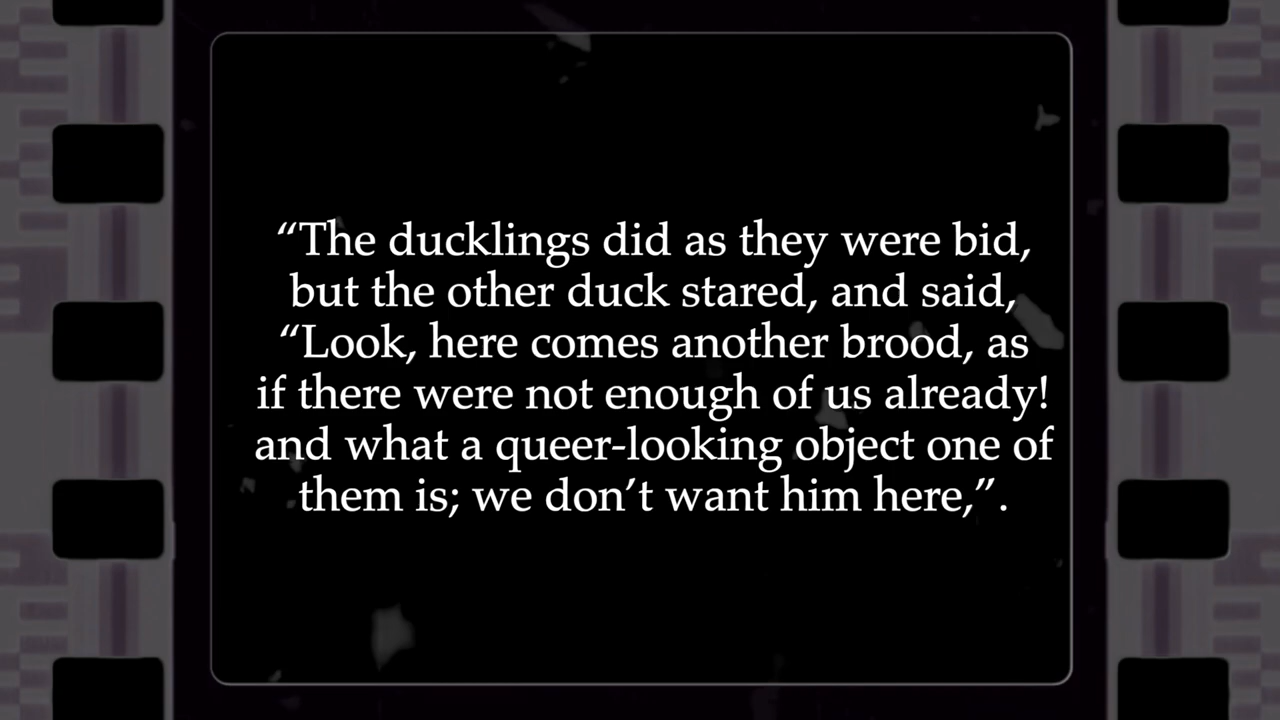 “The ducklings did as they were bid,
but the other duck stared, and said,
“Look, here comes another brood, as
if there were not enough of us already!
and what a queer-looking object one of
them is; we don’t want him here,”.